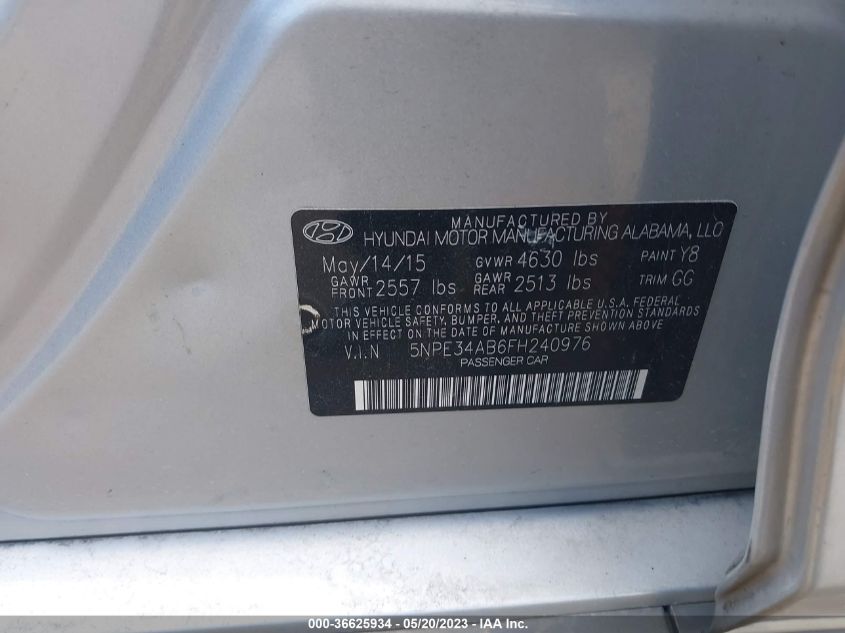 MANUFACTURED BY
HYUNDAI MOTOR MANUFACTURING ALABAMA, LLC
May/14/15 GVWR 4630 lbs PAINT Y8
GAWR FRONT 2557 lbs GAWR REAR 2513 lbs TRIM GG
THIS VEHICLE CONFORMS TO ALL APPLICABLE U.S.A. FEDERAL
MOTOR VEHICLE SAFETY, BUMPER, AND THEFT PREVENTION STANDARDS
IN EFFECT ON THE DATE OF MANUFACTURE SHOWN ABOVE
V.I.N 5NPE34AB6FH240976
PASSENGER CAR
000-36625934 - 05/20/2023 - IAA Inc.